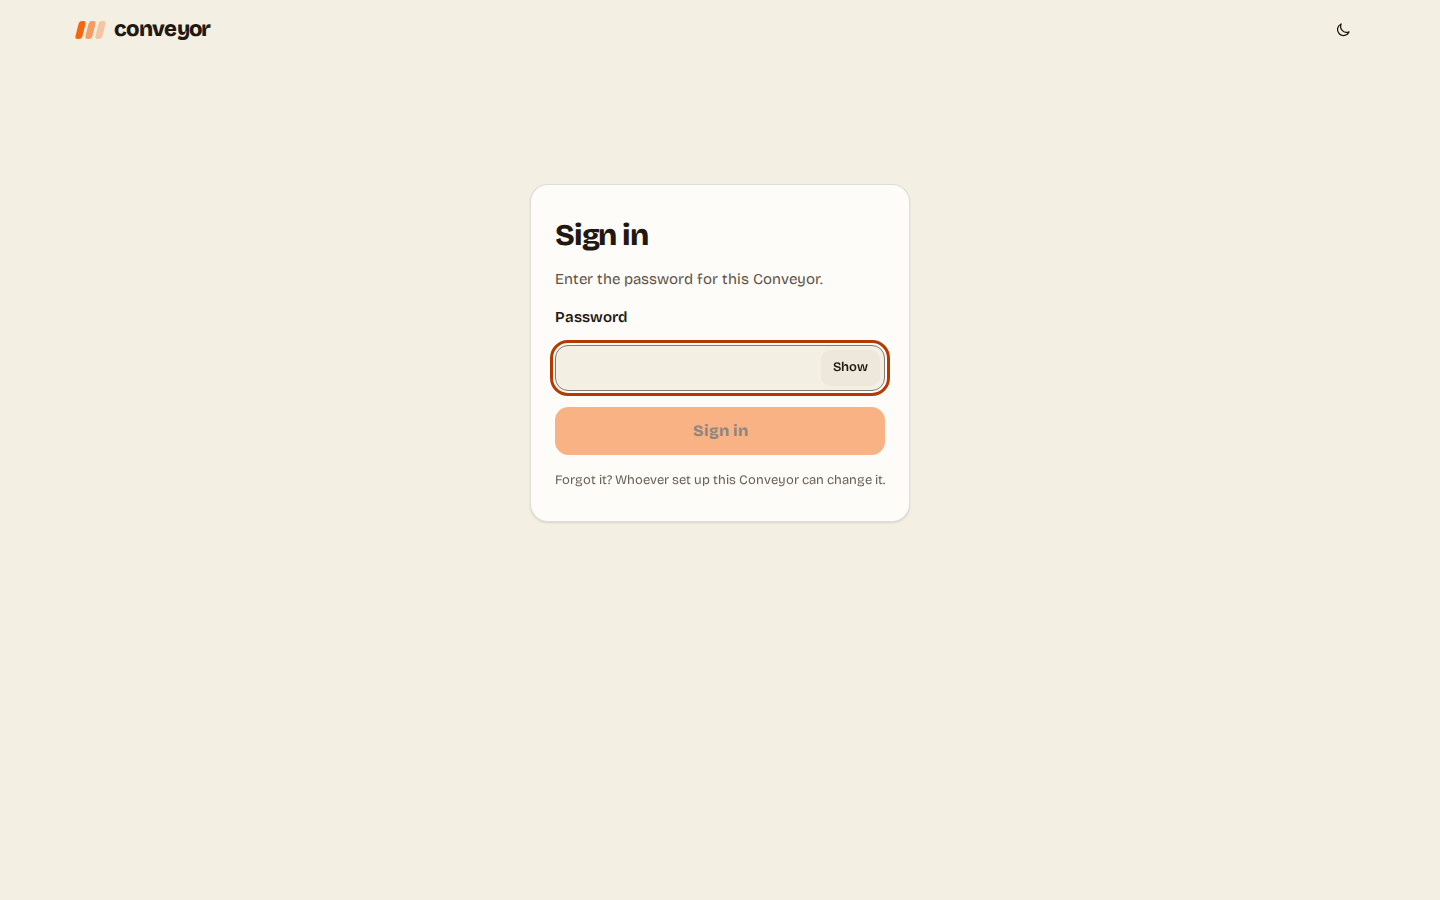 conveyor
Sign in
Enter the password for this Conveyor.
Password
Show
Sign in
Forgot it? Whoever set up this Conveyor can change it.